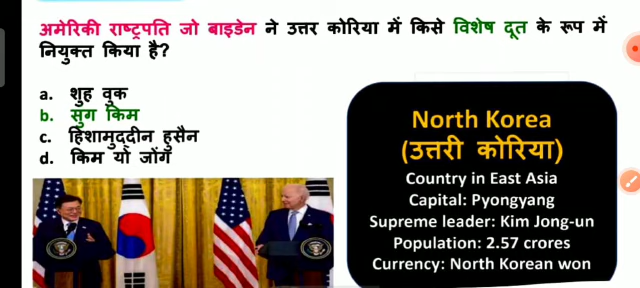 अमेरिकी राष्ट्रपति जो बाइडेन ने उत्तर कोरिया में किसे विशेष दूत के रूप में
नियुक्त किया है?
a. शुह वुक
b. सुंग किम
c. हिशामुद्दीन हुसैन
d. किम यो जोंग
North Korea
(उत्तरी कोरिया)
Country in East Asia
Capital: Pyongyang
Supreme leader: Kim Jong-un
Population: 2.57 crores
Currency: North Korean won